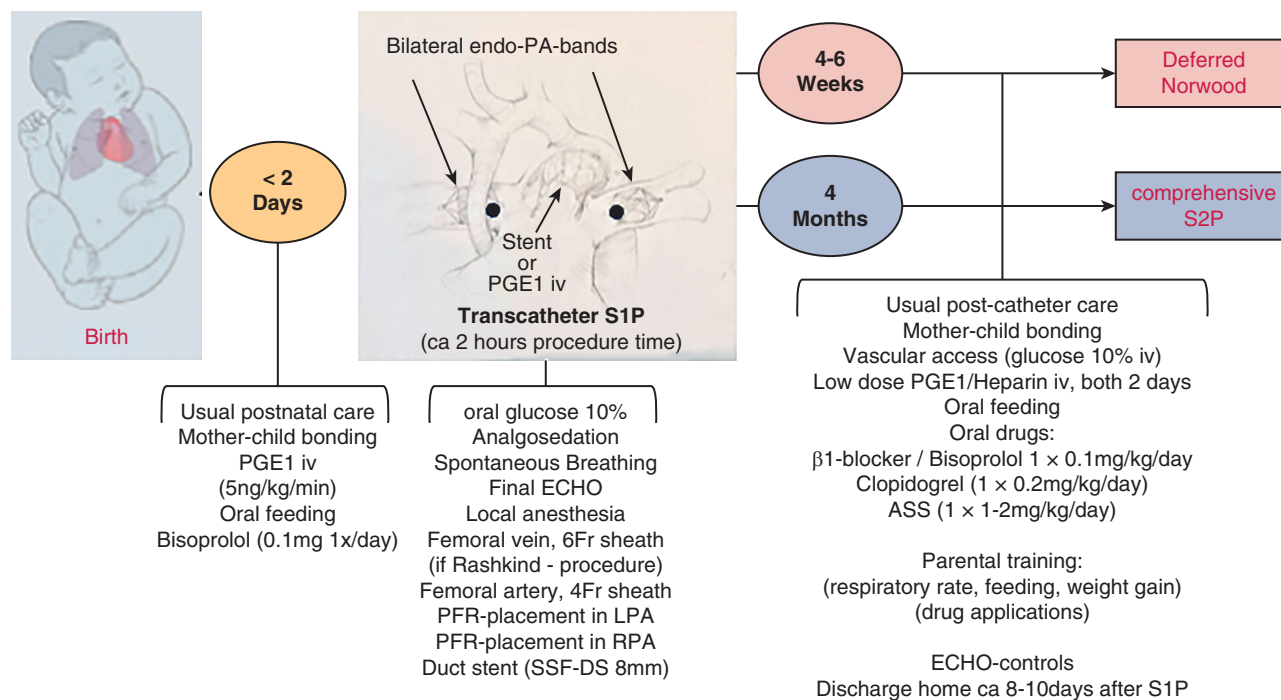 Birth
< 2
Days
Usual postnatal care
Mother-child bonding
PGE1 iv
(5ng/kg/min)
Oral feeding
Bisoprolol (0.1mg 1x/day)
Bilateral endo-PA-bands
Stent
or
PGE1 iv
Transcatheter S1P
(ca 2 hours procedure time)
oral glucose 10%
Analgosedation
Spontaneous Breathing
Final ECHO
Local anesthesia
Femoral vein, 6Fr sheath
(if Rashkind - procedure)
Femoral artery, 4Fr sheath
PFR-placement in LPA
PFR-placement in RPA
Duct stent (SSF-DS 8mm)
4-6
Weeks
Deferred
Norwood
4
Months
comprehensive
S2P
Usual post-catheter care
Mother-child bonding
Vascular access (glucose 10% iv)
Low dose PGE1/Heparin iv, both 2 days
Oral feeding
Oral drugs:
β1-blocker / Bisoprolol 1 × 0.1mg/kg/day
Clopidogrel (1 × 0.2mg/kg/day)
ASS (1 × 1-2mg/kg/day)
Parental training:
(respiratory rate, feeding, weight gain)
(drug applications)
ECHO-controls
Discharge home ca 8-10days after S1P